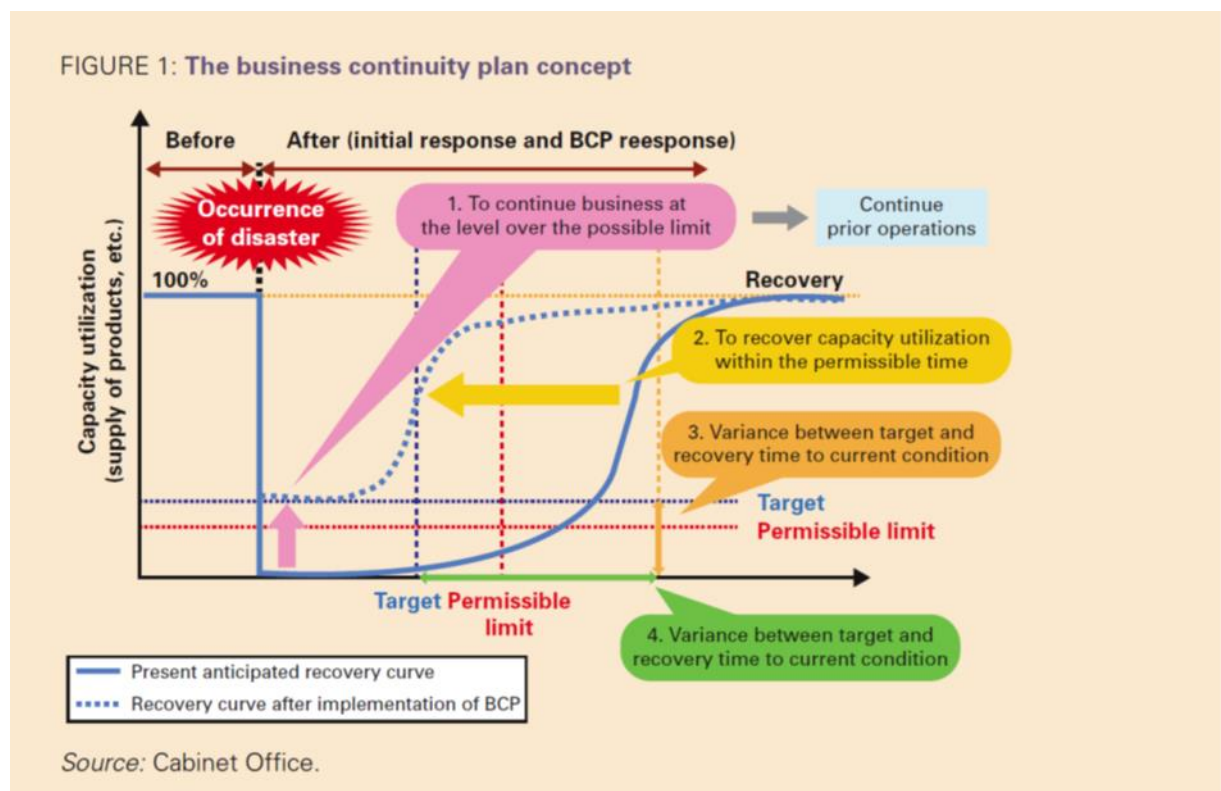 FIGURE 1: The business continuity plan concept
Before
After (initial response and BCP reesponse)
Occurrence
of disaster
1. To continue business at
the level over the possible limit
Continue
prior operations
Capacity utilization
(supply of products, etc.)
100%
Recovery
2. To recover capacity utilization
within the permissible time
3. Variance between target and
recovery time to current condition
Target
Permissible limit
Target Permissible
limit
4. Variance between target and
recovery time to current condition
Present anticipated recovery curve
Recovery curve after implementation of BCP
Source: Cabinet Office.